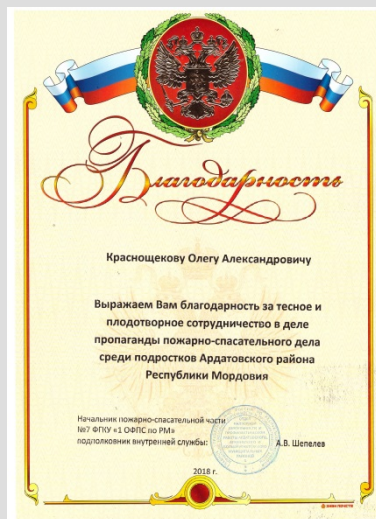 Благодарность
Краснощекову Олегу Александровичу
Выражаем Вам благодарность за тесное и
плодотворное сотрудничество в деле
пропаганды пожарно-спасательного дела
среди подростков Ардатовского района
Республики Мордовия
Начальник пожарно-спасательной части
№7 ФГКУ «1 ОФПС по РМ»
подполковник внутренней службы: А.В. Шепелев
2018 г.